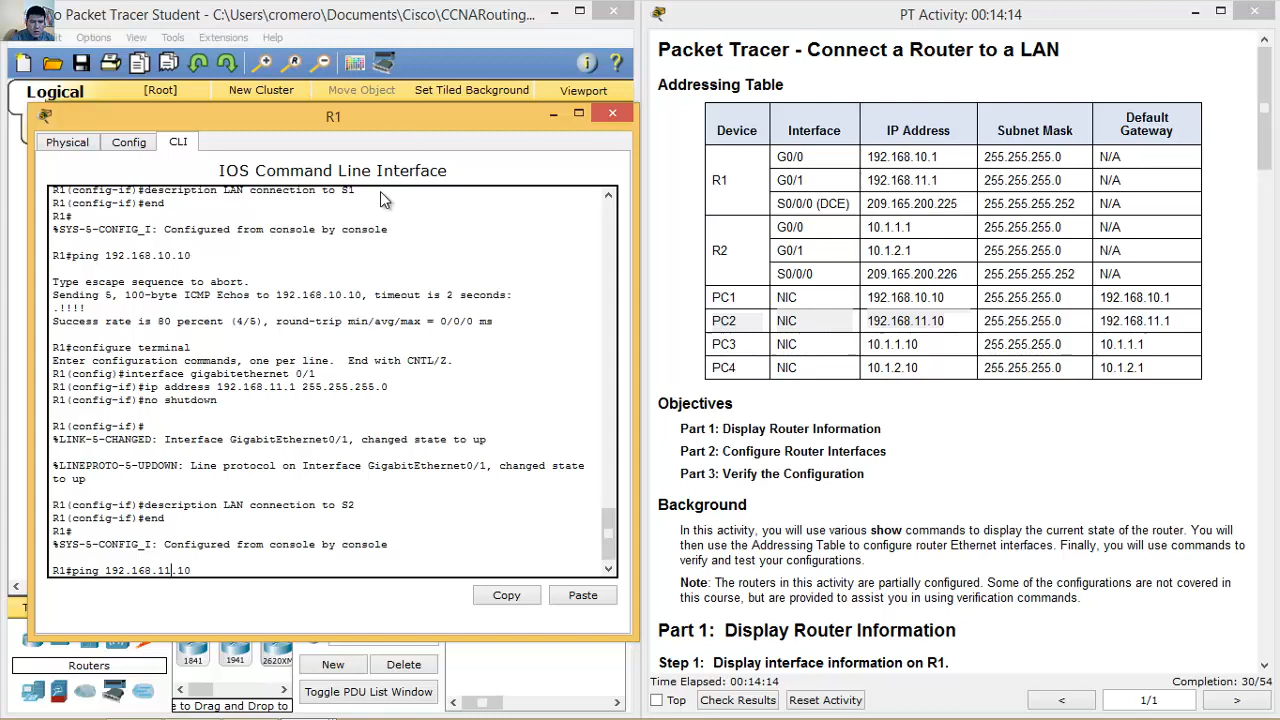 Packet Tracer Student - C:\Users\cromero\Documents\Cisco\CCNARouting...
Options View Tools Extensions Help
Logical [Root] New Cluster Move Object Set Tiled Background Viewport
R1
Physical Config CLI
IOS Command Line Interface
R1(config-if)#description LAN connection to S1
R1(config-if)#end
R1#
%SYS-5-CONFIG_I: Configured from console by console
R1#ping 192.168.10.10
Type escape sequence to abort.
Sending 5, 100-byte ICMP Echos to 192.168.10.10, timeout is 2 seconds:
.!!!!
Success rate is 80 percent (4/5), round-trip min/avg/max = 0/0/0 ms
R1#configure terminal
Enter configuration commands, one per line. End with CNTL/Z.
R1(config)#interface gigabitethernet 0/1
R1(config-if)#ip address 192.168.11.1 255.255.255.0
R1(config-if)#no shutdown
R1(config-if)#
%LINK-5-CHANGED: Interface GigabitEthernet0/1, changed state to up
%LINEPROTO-5-UPDOWN: Line protocol on Interface GigabitEthernet0/1, changed state
to up
R1(config-if)#description LAN connection to S2
R1(config-if)#end
R1#
%SYS-5-CONFIG_I: Configured from console by console
R1#ping 192.168.11.10
Copy Paste
1841 1941 2620XM
Routers
New Delete
Toggle PDU List Window
e to Drag and Drop to
PT Activity: 00:14:14
Packet Tracer - Connect a Router to a LAN
Addressing Table
Device Interface IP Address Subnet Mask Default Gateway
R1 G0/0 192.168.10.1 255.255.255.0 N/A
G0/1 192.168.11.1 255.255.255.0 N/A
S0/0/0 (DCE) 209.165.200.225 255.255.255.252 N/A
R2 G0/0 10.1.1.1 255.255.255.0 N/A
G0/1 10.1.2.1 255.255.255.0 N/A
S0/0/0 209.165.200.226 255.255.255.252 N/A
PC1 NIC 192.168.10.10 255.255.255.0 192.168.10.1
PC2 NIC 192.168.11.10 255.255.255.0 192.168.11.1
PC3 NIC 10.1.1.10 255.255.255.0 10.1.1.1
PC4 NIC 10.1.2.10 255.255.255.0 10.1.2.1
Objectives
Part 1: Display Router Information
Part 2: Configure Router Interfaces
Part 3: Verify the Configuration
Background
In this activity, you will use various show commands to display the current state of the router. You will
then use the Addressing Table to configure router Ethernet interfaces. Finally, you will use commands to
verify and test your configurations.
Note: The routers in this activity are partially configured. Some of the configurations are not covered in
this course, but are provided to assist you in using verification commands.
Part 1: Display Router Information
Step 1: Display interface information on R1.
Time Elapsed: 00:14:14 Completion: 30/54
Top Check Results Reset Activity < 1/1 >